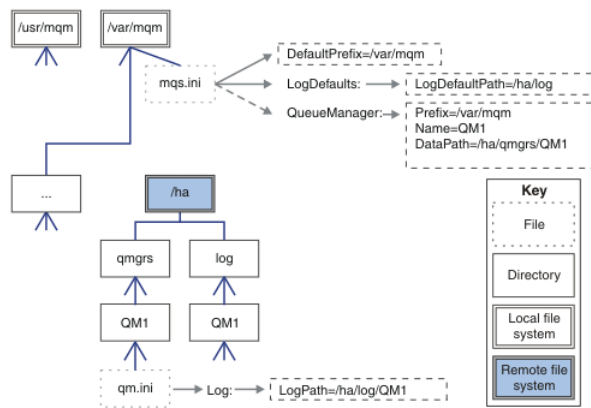 /usr/mqm
/var/mqm
mqs.ini
DefaultPrefix=/var/mqm
LogDefaults:
LogDefaultPath=/ha/log
QueueManager:
Prefix=/var/mqm
Name=QM1
DataPath=/ha/qmgrs/QM1
...
/ha
qmgrs
log
QM1
QM1
qm.ini
Log:
LogPath=/ha/log/QM1
Key
File
Directory
Local file
system
Remote file
system